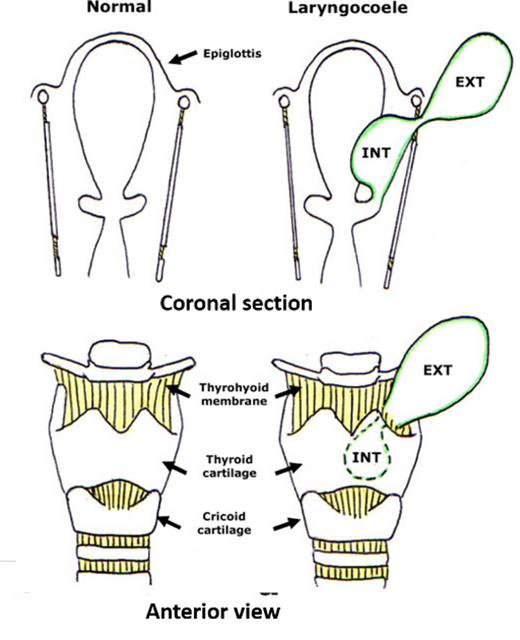 Normal
Laryngocoele
Epiglottis
EXT
INT
Coronal section
EXT
Thyrohyoid
membrane
INT
Thyroid
cartilage
Cricoid
cartilage
Anterior view